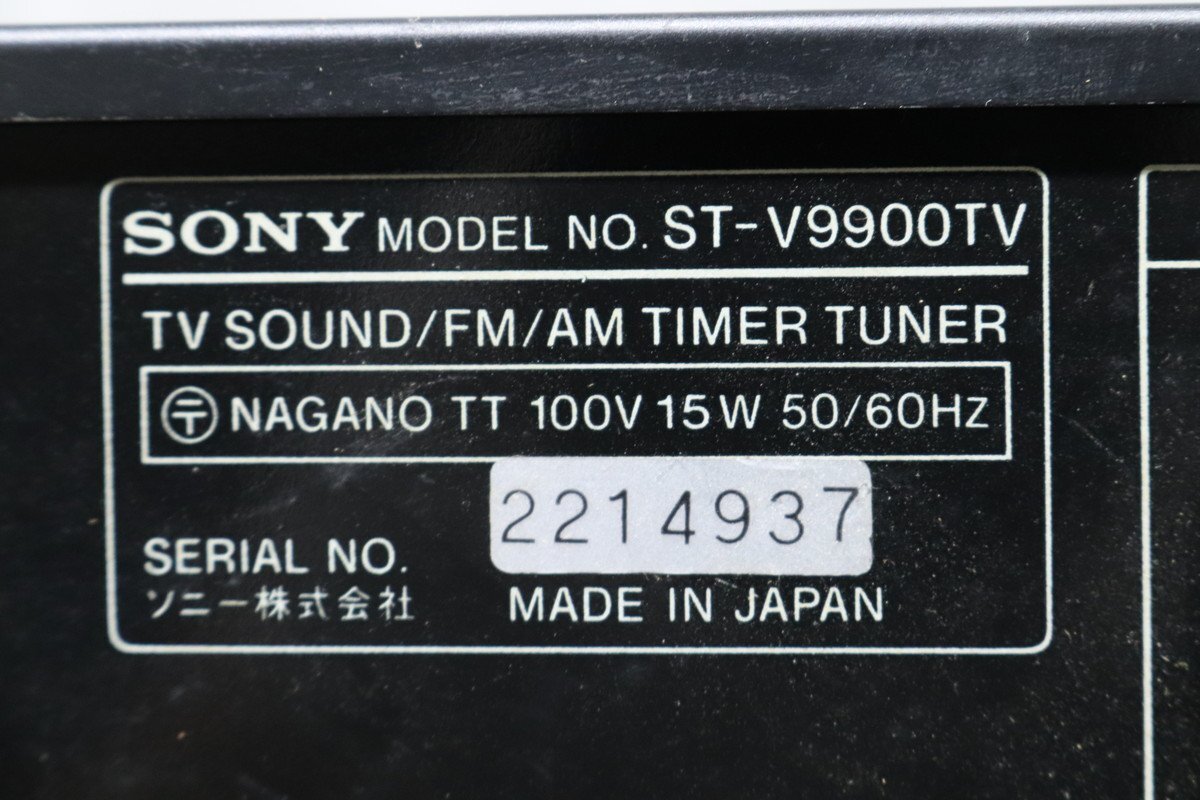 SONY MODEL NO. ST-V9900TV
TV SOUND/FM/AM TIMER TUNER
〒 NAGANO TT 100V 15W 50/60Hz
2214937
SERIAL NO.
ソニー株式会社 MADE IN JAPAN